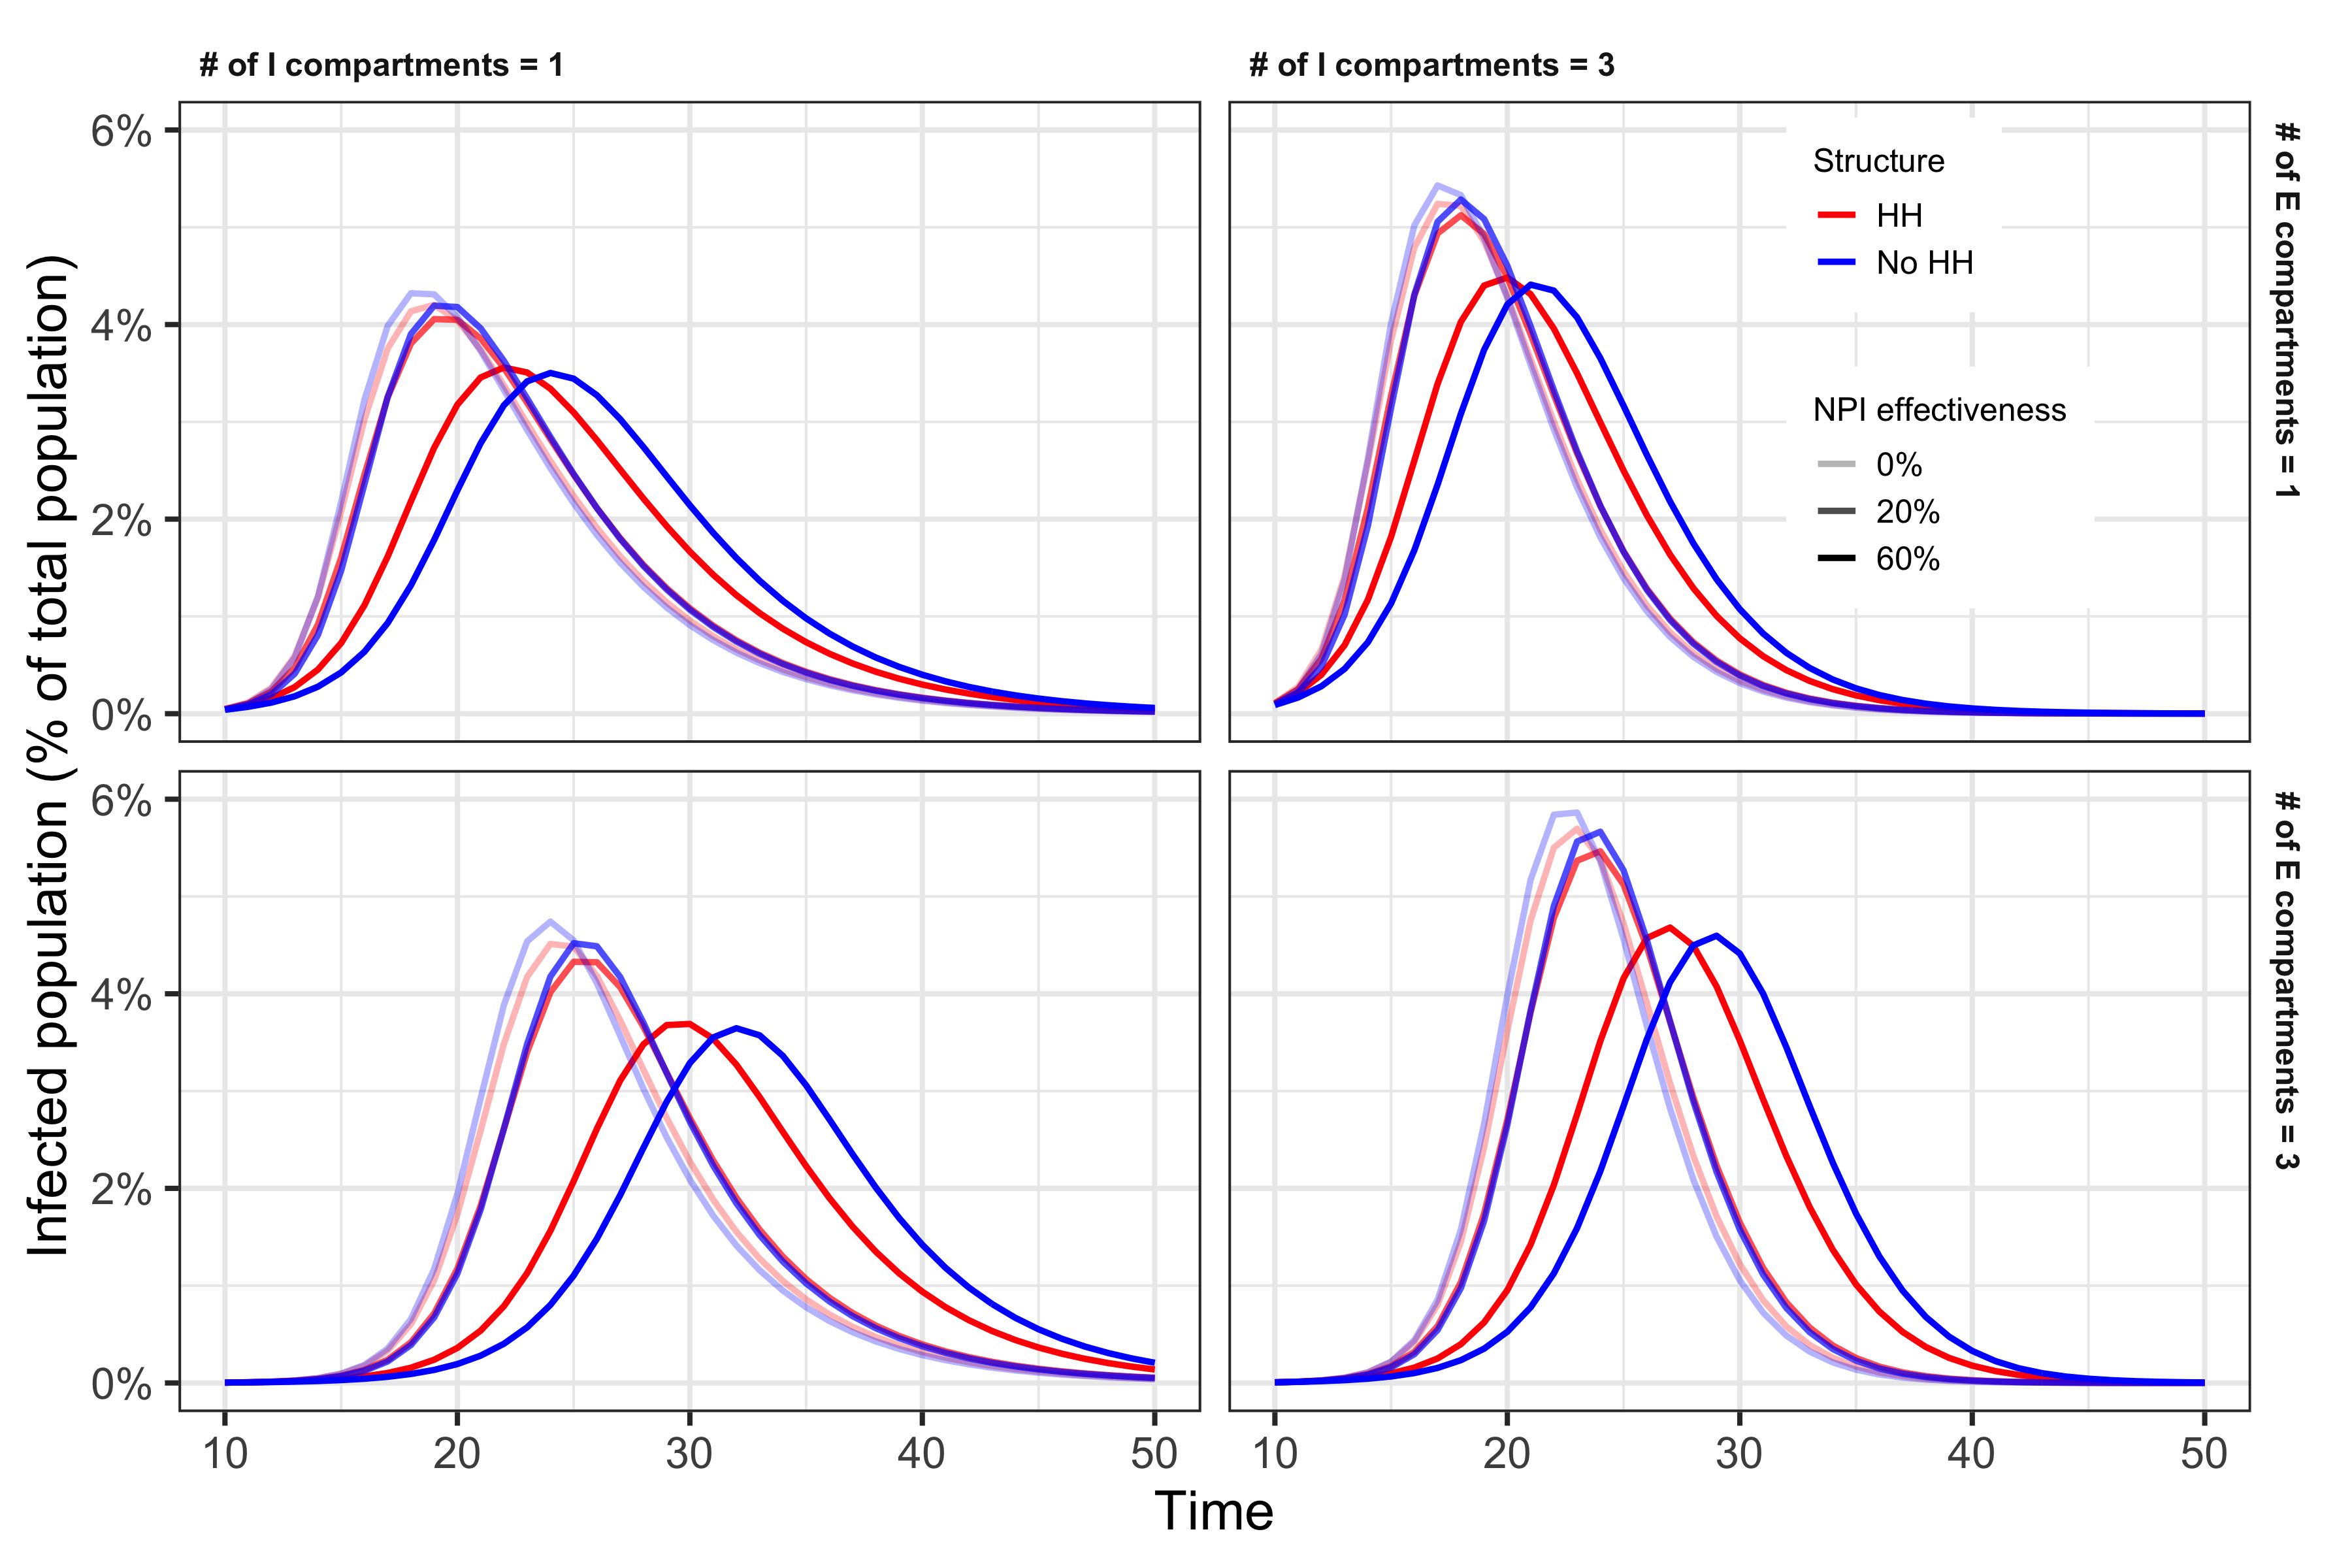 # of I compartments = 1
# of I compartments = 3
6%
4%
2%
0%
Structure
HH
No HH
NPI effectiveness
0%
20%
60%
# of E compartments = 1
Infected population (% of total population)
6%
4%
2%
0%
# of E compartments = 3
10 20 30 40 50
10 20 30 40 50
Time